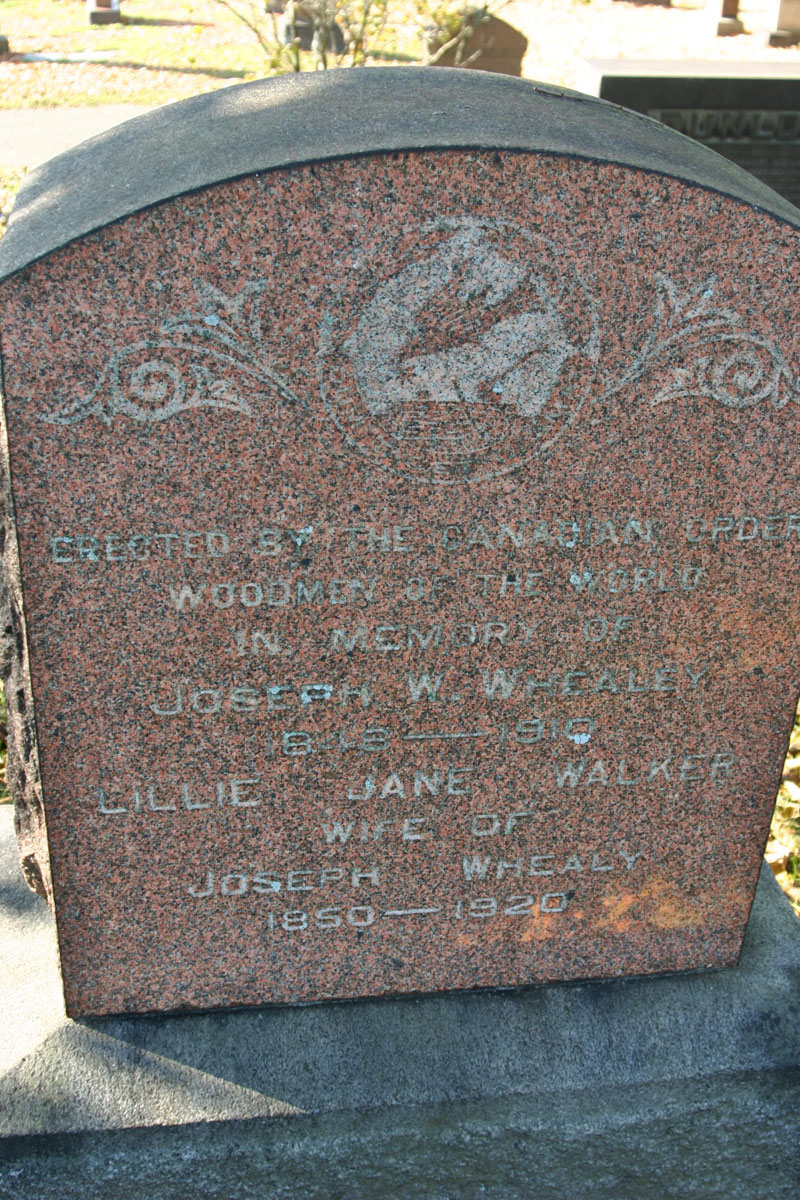 ERECTED BY THE CANADIAN ORDER
WOODMEN OF THE WORLD
IN MEMORY OF
JOSEPH W. WHEALEY
1848 — 1910
LILLIE JANE WALKER
WIFE OF
JOSEPH WHEALY
1850 — 1920